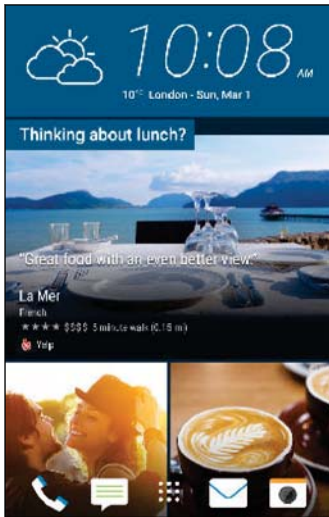 10:08 AM
10°C London - Sun, Mar 1
Thinking about lunch?
"Great food with an even better view."
La Mer
French
★★★★ $$$$ 5 minute walk (0.15 mi)
Yelp